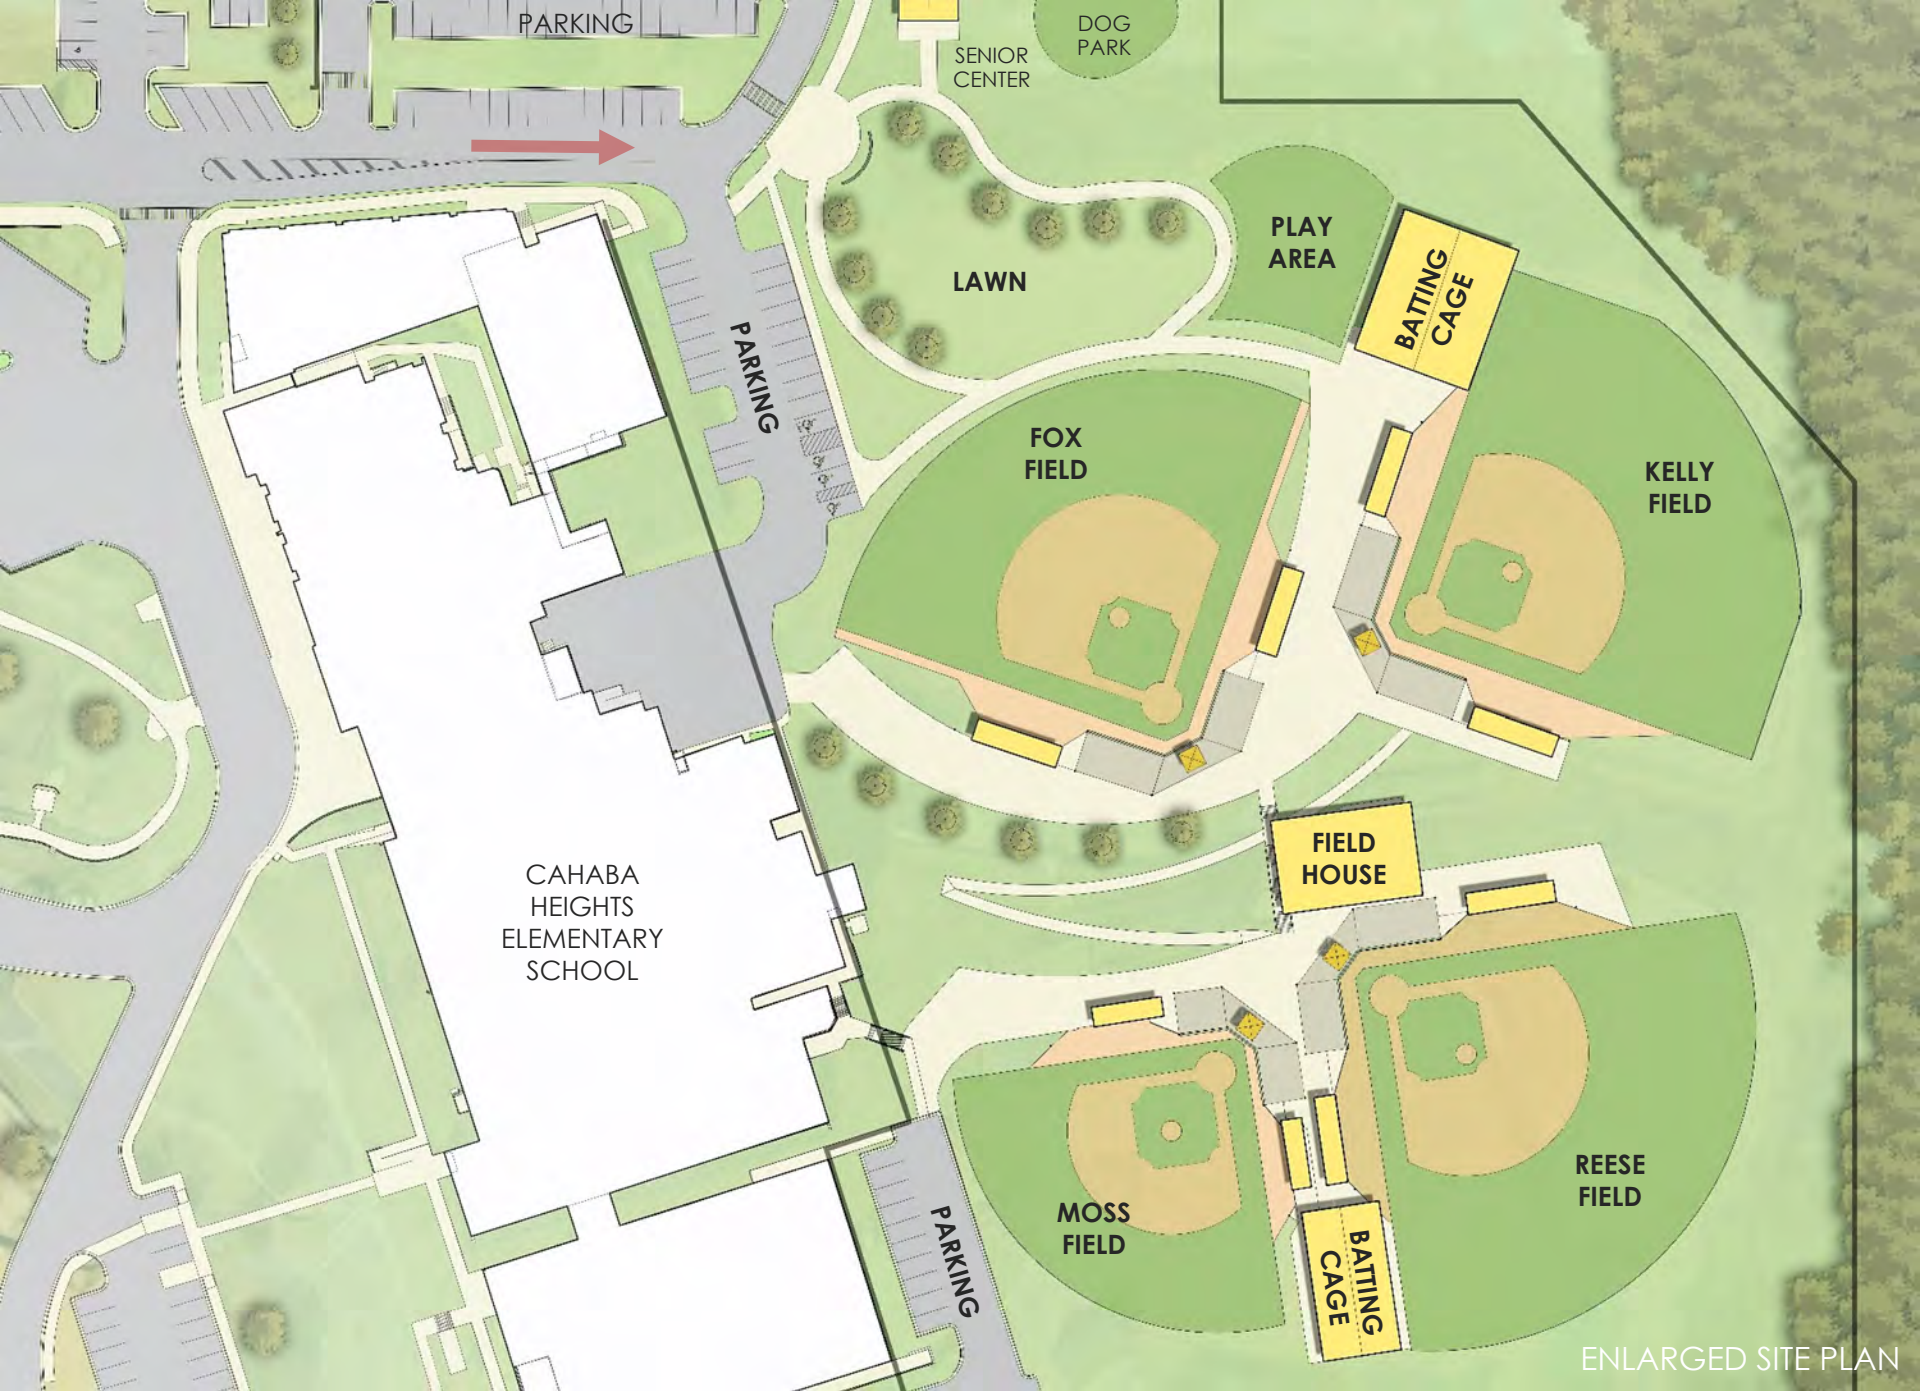 PARKING
DOG
PARK
SENIOR
CENTER
PLAY
AREA
LAWN
BATTING
CAGE
PARKING
FOX
FIELD
KELLY
FIELD
FIELD
HOUSE
CAHABA
HEIGHTS
ELEMENTARY
SCHOOL
REESE
FIELD
MOSS
FIELD
PARKING
BATTING
CAGE
ENLARGED SITE PLAN